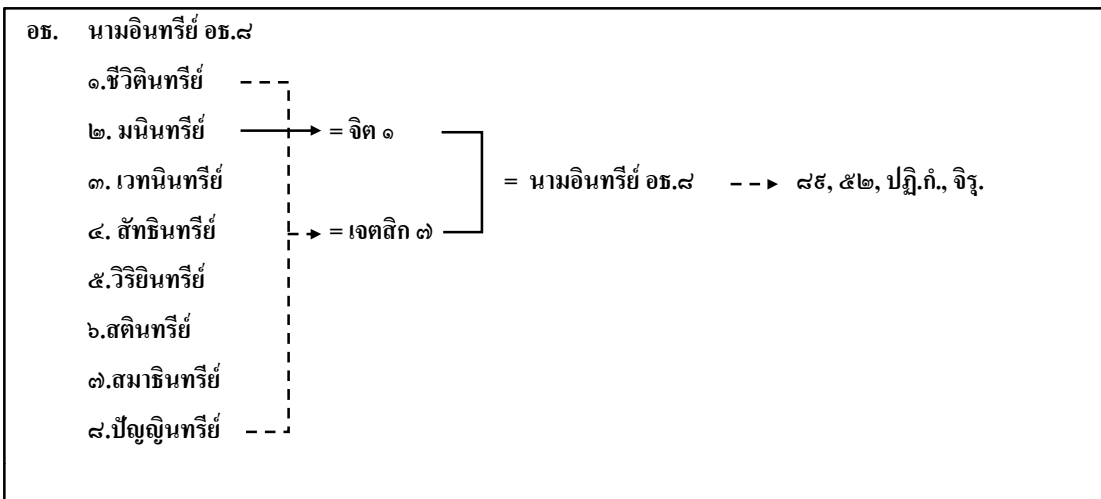 อธ. นามอินทรีย์ อธ.๘
๑.ชีวิตินทรีย์
๒. มนินทรีย์ = จิต ๑
๓. เวทนินทรีย์ = นามอินทรีย์ อธ.๘ ๘๙, ๕๒, ปฏิ.กํ., จิรุ.
๔. สัทธินทรีย์ = เจตสิก ๗
๕.วิริยินทรีย์
๖.สตินทรีย์
๗.สมาธินทรีย์
๘.ปัญญินทรีย์